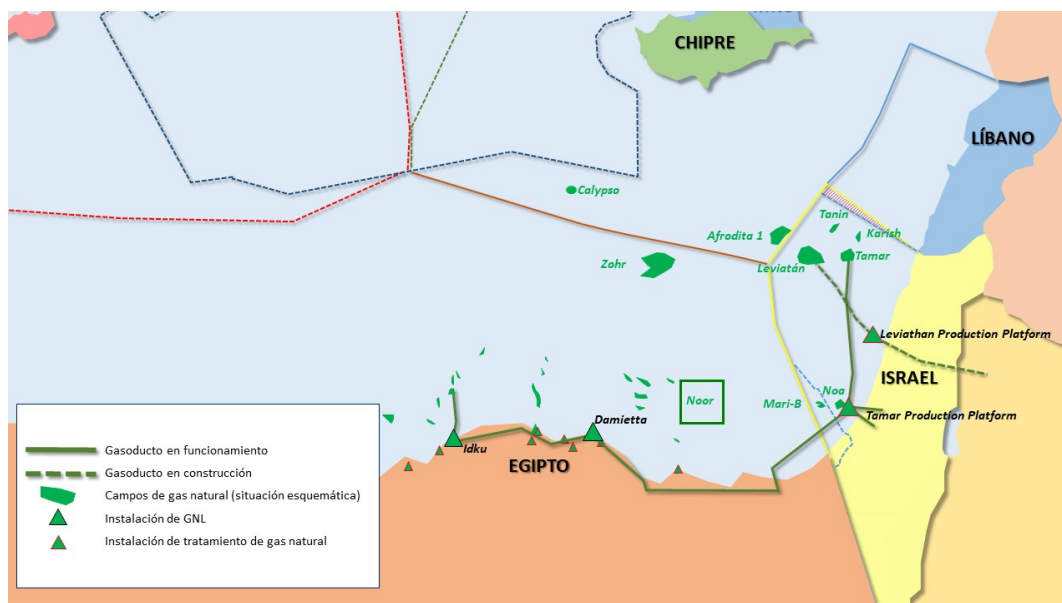 CHIPRE
LÍBANO
Calypso
Tanin
Afrodita 1
Karish
Zohr
Leviatán
Tamar
Leviathan Production Platform
ISRAEL
Noor
Noa
Mari-B
Tamar Production Platform
Damietta
Idku
EGIPTO
Gasoducto en funcionamiento
Gasoducto en construcción
Campos de gas natural (situación esquemática)
Instalación de GNL
Instalación de tratamiento de gas natural